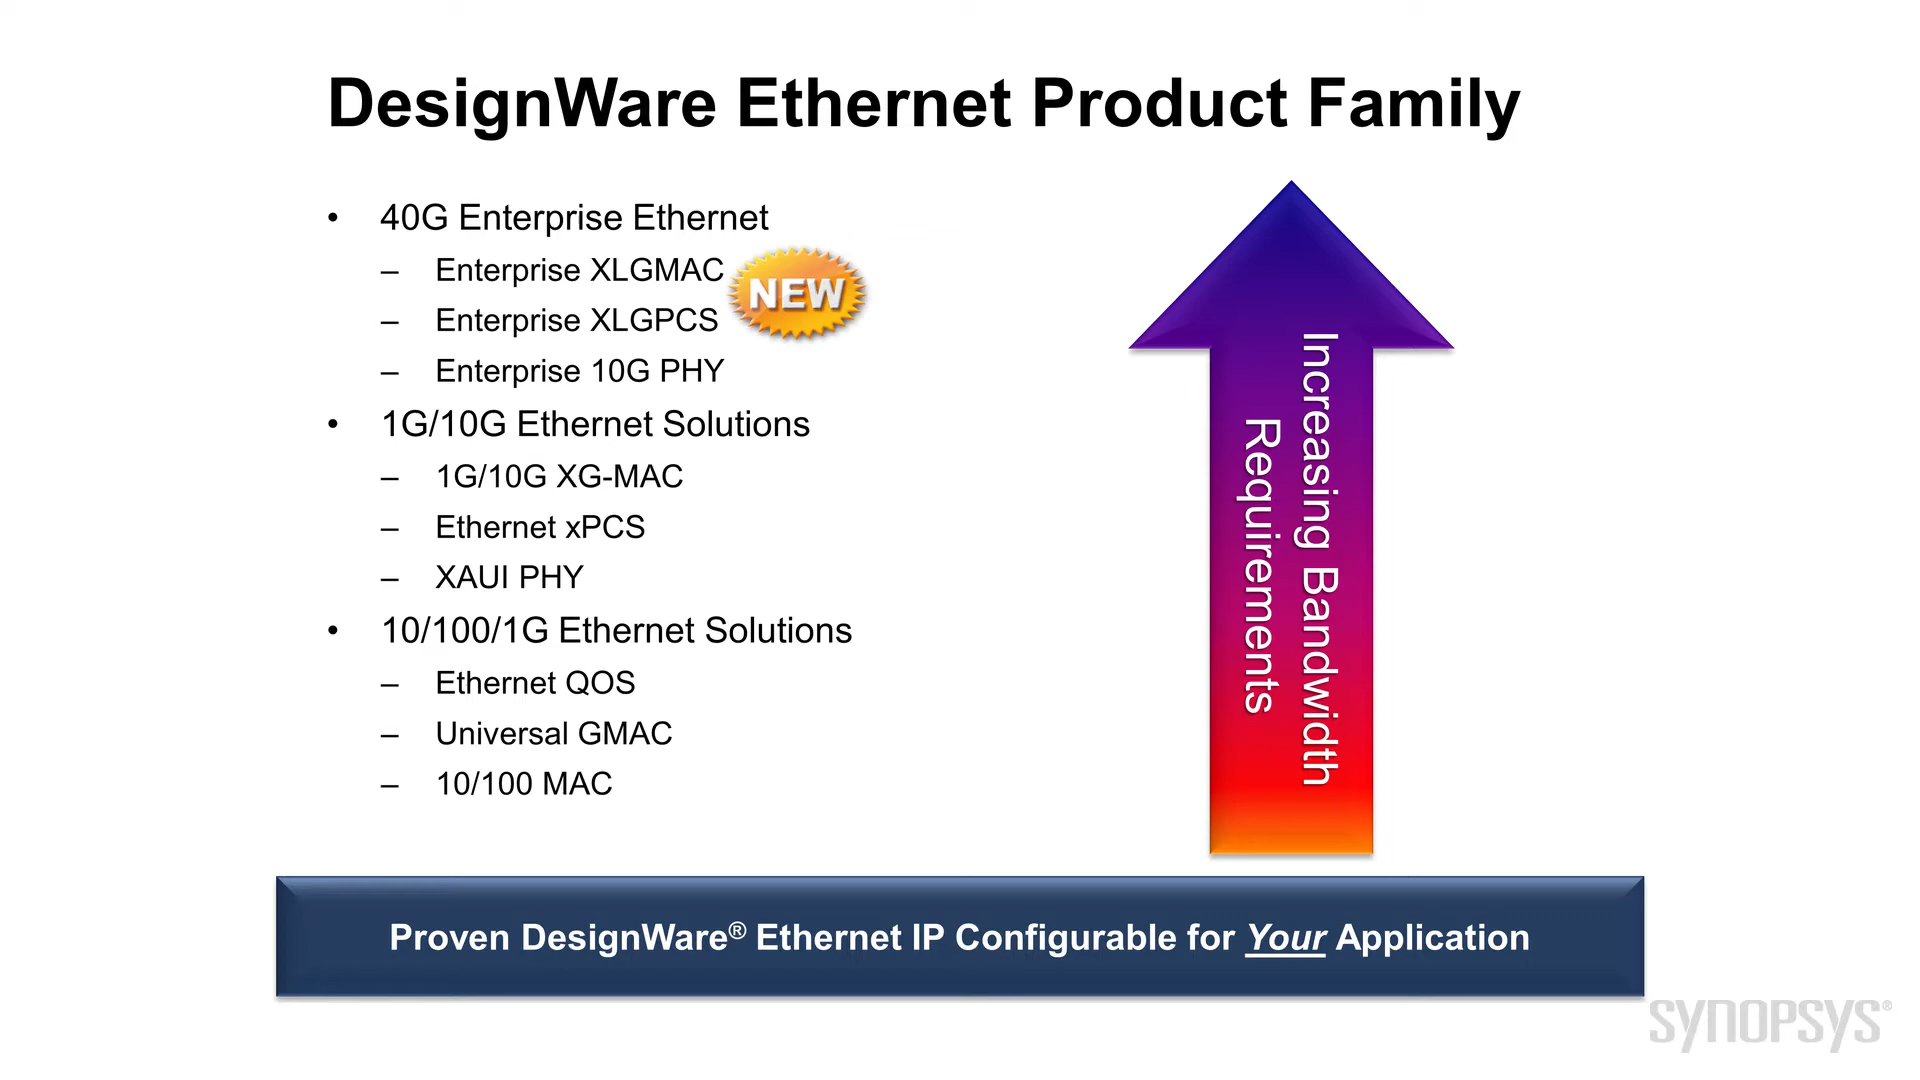 DesignWare Ethernet Product Family
• 40G Enterprise Ethernet
– Enterprise XLGMAC
NEW
– Enterprise XLGPCS
– Enterprise 10G PHY
• 1G/10G Ethernet Solutions
– 1G/10G XG-MAC
– Ethernet xPCS
– XAUI PHY
• 10/100/1G Ethernet Solutions
– Ethernet QOS
– Universal GMAC
– 10/100 MAC
Increasing Bandwidth
Requirements
Proven DesignWare® Ethernet IP Configurable for Your Application
SYNOPSYS®